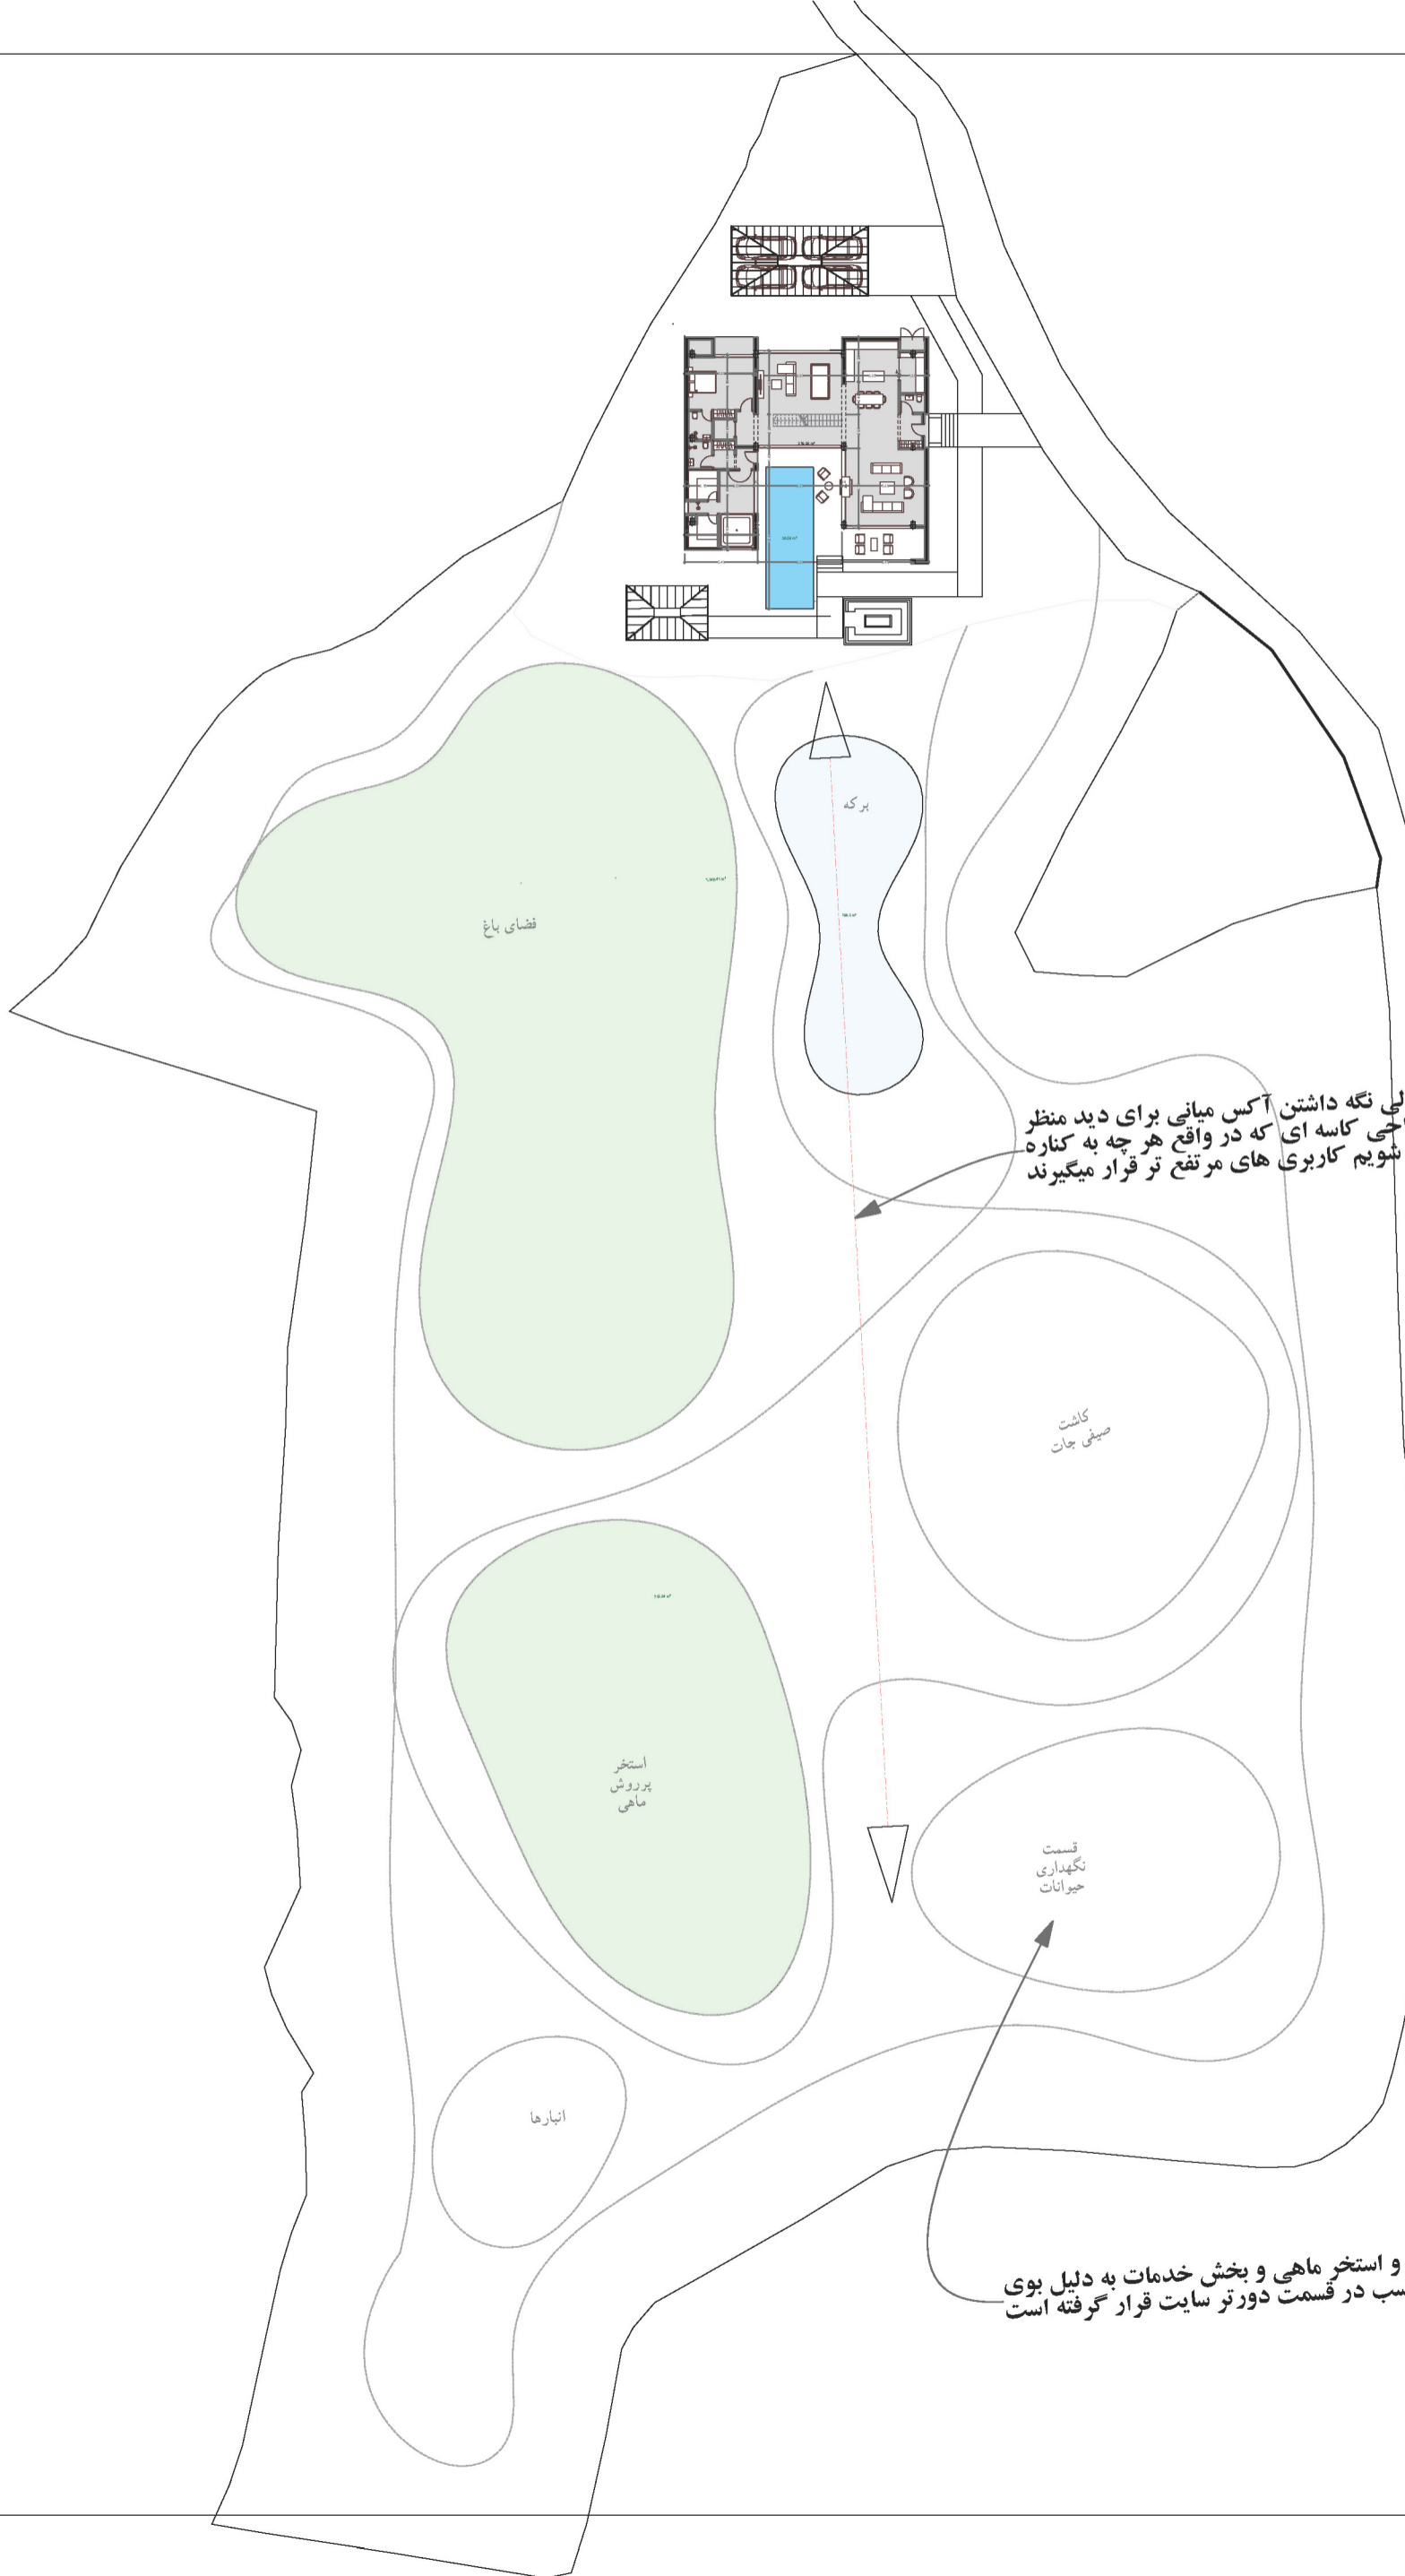 برکه
فضای باغ
لی نگه داشتن آکس میانی برای دید منظر
حی کاسه ای که در واقع هر چه به کناره
شویم کاربری های مرتفع تر قرار میگیرند
کاشت
صیفی جات
استخر
پرروش
ماهی
قسمت
نگهداری
حیوانات
انبارها
و استخر ماهی و بخش خدمات به دلیل بوی
سب در قسمت دورتر سایت قرار گرفته است